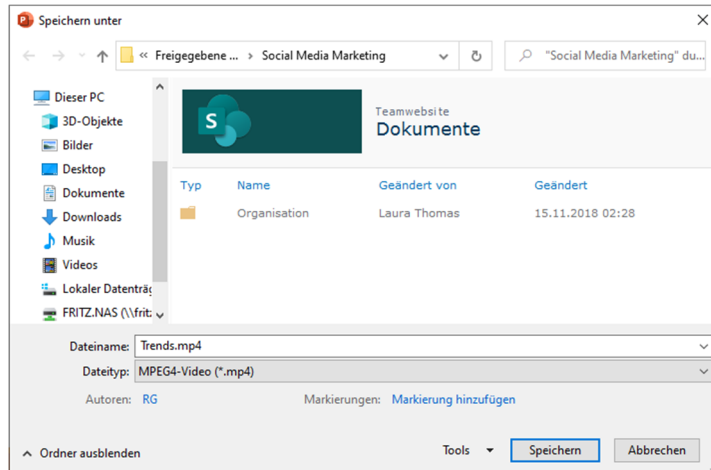 Speichern unter
« Freigegebene ... › Social Media Marketing
"Social Media Marketing" du...
Dieser PC
3D-Objekte
Bilder
Desktop
Dokumente
Downloads
Musik
Videos
Lokaler Datenträg
FRITZ.NAS (\\frit
S
Teamwebsite
Dokumente
Typ Name Geändert von Geändert
Organisation Laura Thomas 15.11.2018 02:28
Dateiname: Trends.mp4
Dateityp: MPEG4-Video (*.mp4)
Autoren: RG Markierungen: Markierung hinzufügen
Ordner ausblenden Tools Speichern Abbrechen